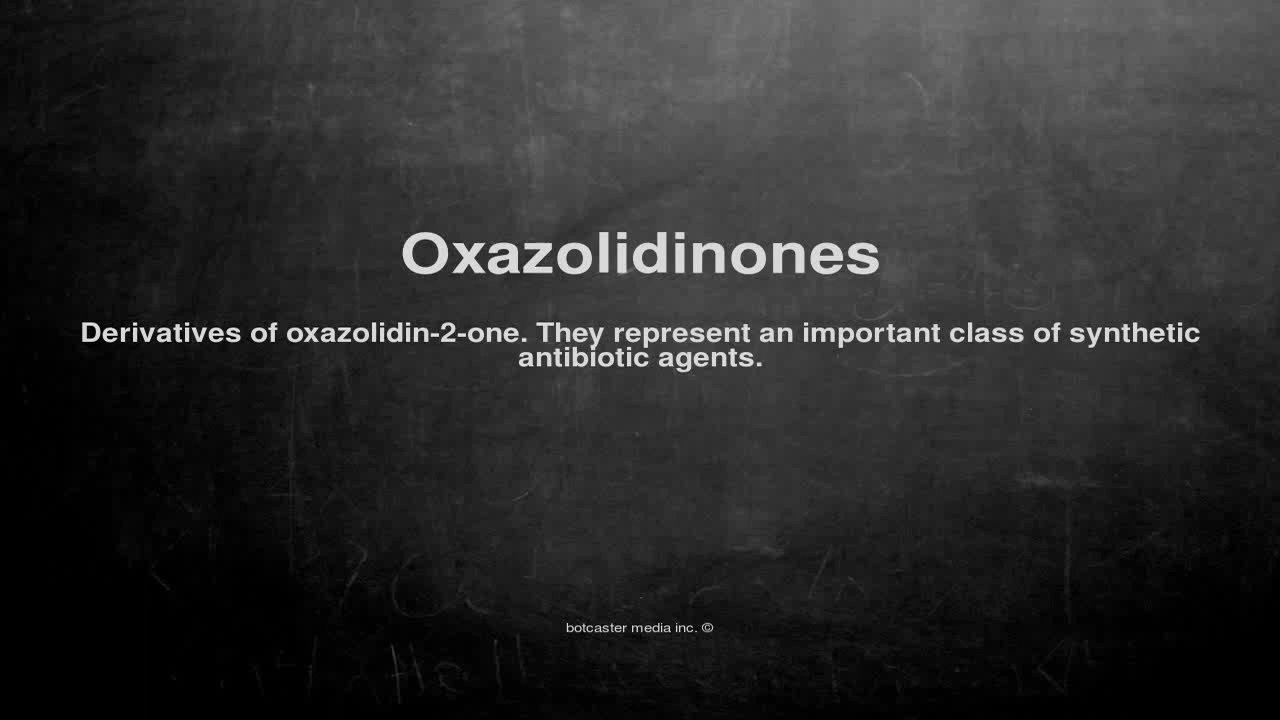 Oxazolidinones
Derivatives of oxazolidin-2-one. They represent an important class of synthetic
antibiotic agents.
botcaster media inc. ©